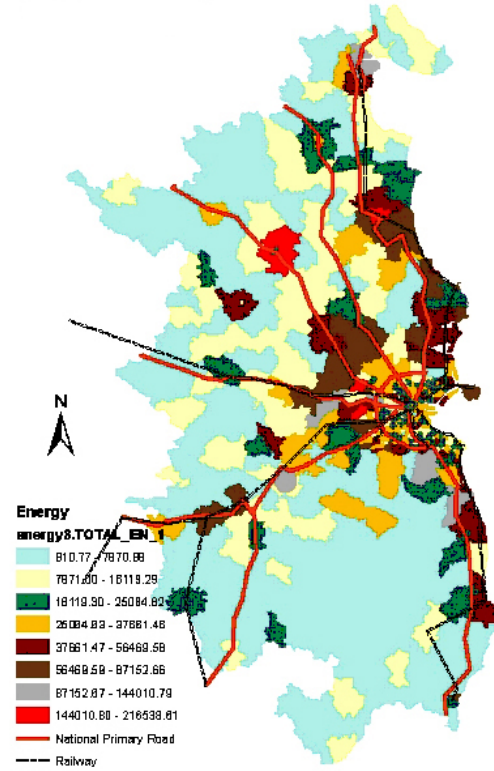 N
Energy
energy8.TOTAL_EN_1
810.77 - 7870.88
7871.00 - 18119.29
18119.30 - 25084.82
25084.83 - 37661.46
37661.47 - 56469.58
56469.59 - 87152.66
87152.67 - 144010.79
144010.80 - 216538.61
National Primary Road
Railway